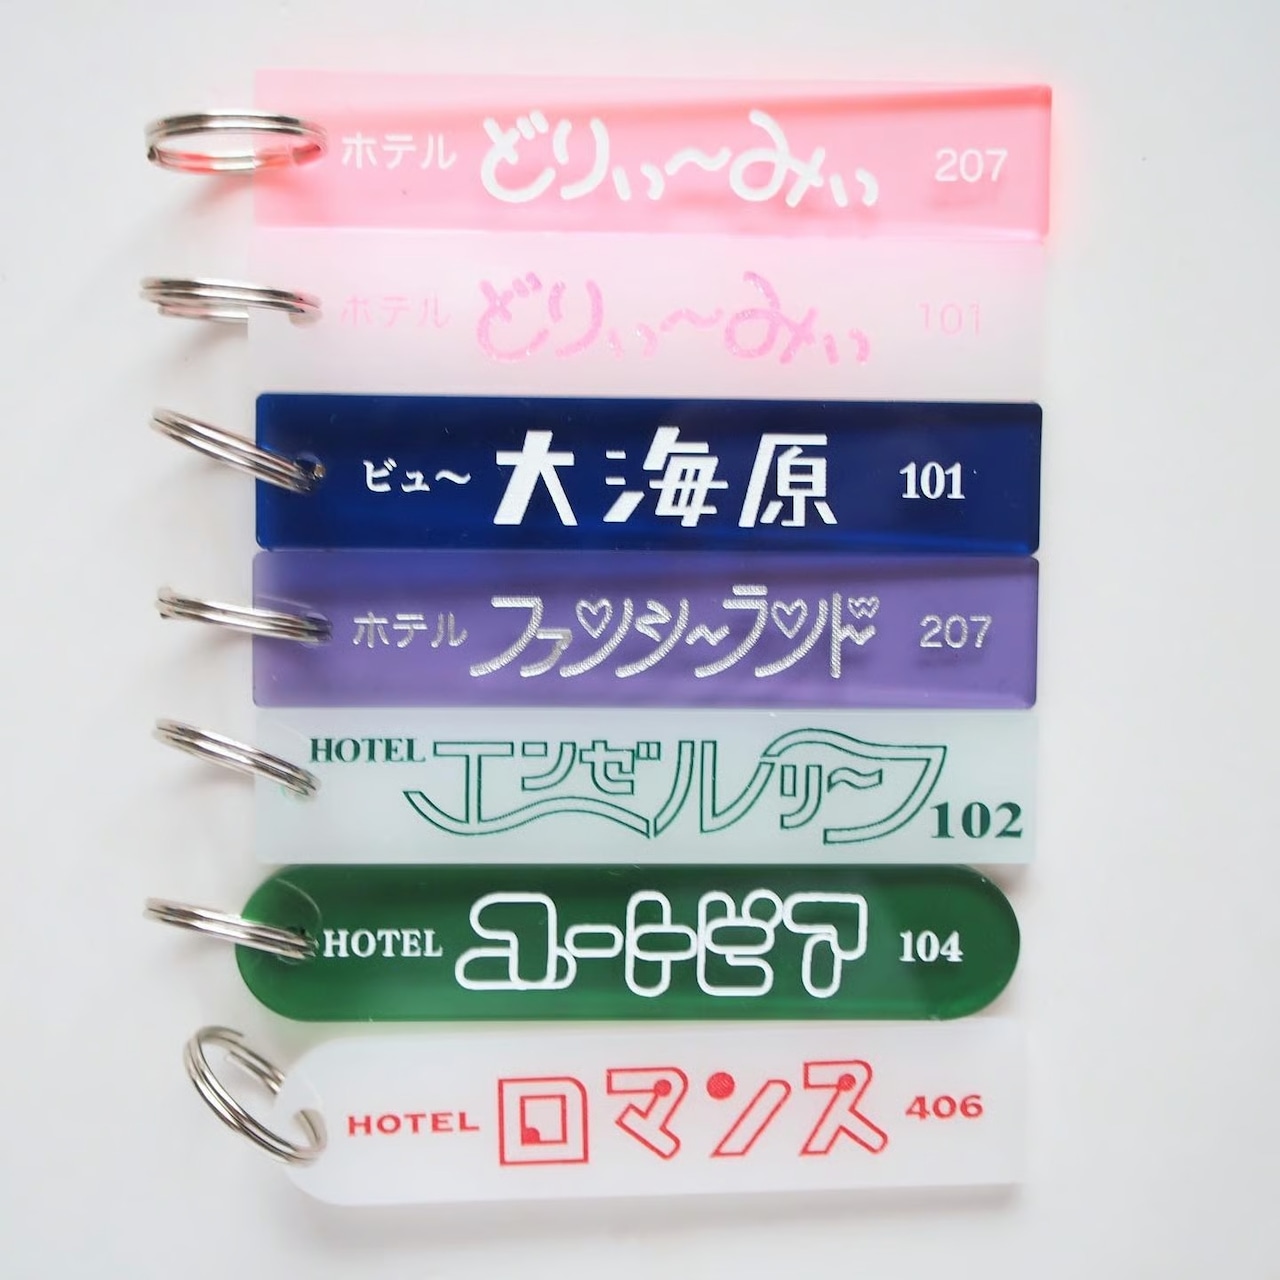 ホテル どりぃ〜みぃ 207
ホテル どりぃ〜みぃ 101
ビュ〜 大海原 101
ホテル ファンシーランド 207
HOTEL エンゼルリーフ 102
HOTEL ユートピア 104
HOTEL ロマンス 406